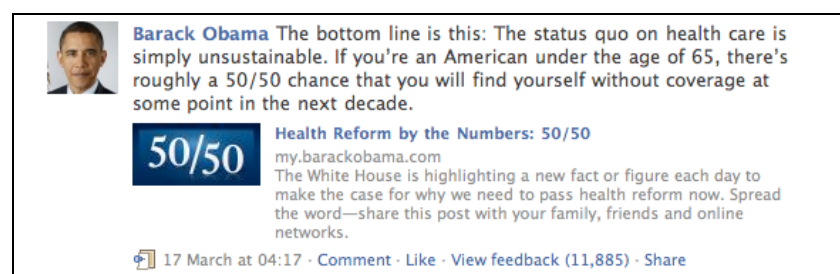 Barack Obama The bottom line is this: The status quo on health care is
simply unsustainable. If you're an American under the age of 65, there's
roughly a 50/50 chance that you will find yourself without coverage at
some point in the next decade.
50/50
Health Reform by the Numbers: 50/50
my.barackobama.com
The White House is highlighting a new fact or figure each day to
make the case for why we need to pass health reform now. Spread
the word—share this post with your family, friends and online
networks.
17 March at 04:17 · Comment · Like · View feedback (11,885) · Share